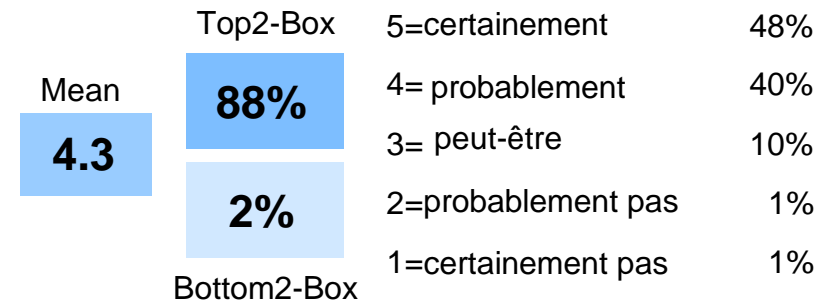 Mean
4.3
Top2-Box
88%
2%
Bottom2-Box
5=certainement 48%
4= probablement 40%
3= peut-être 10%
2=probablement pas 1%
1=certainement pas 1%